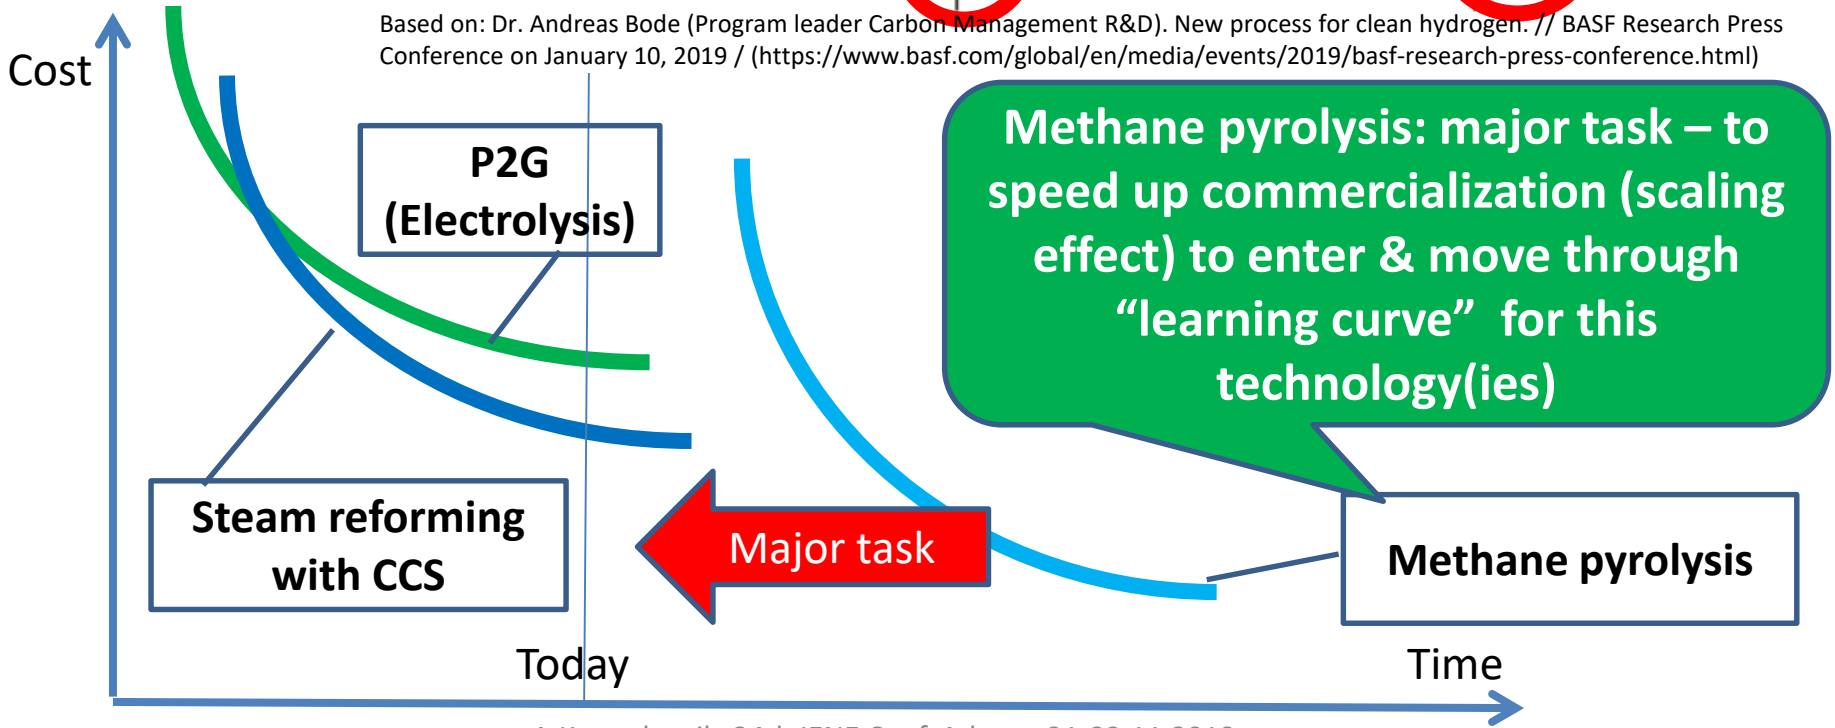 Based on: Dr. Andreas Bode (Program leader Carbon Management R&D). New process for clean hydrogen. // BASF Research Press
Conference on January 10, 2019 / (https://www.basf.com/global/en/media/events/2019/basf-research-press-conference.html)
Cost
P2G
(Electrolysis)
Methane pyrolysis: major task – to
speed up commercialization (scaling
effect) to enter & move through
“learning curve” for this
technology(ies)
Steam reforming
with CCS
Major task
Methane pyrolysis
Today
Time